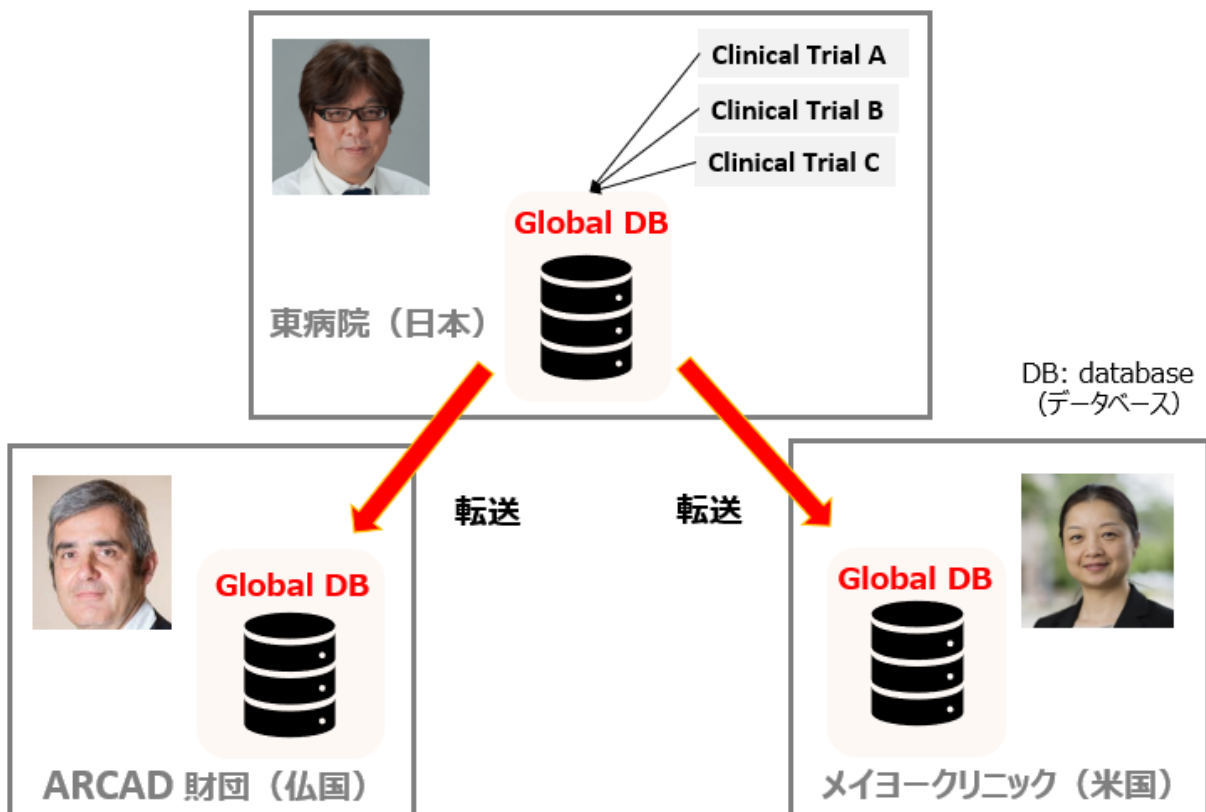 Clinical Trial A
Clinical Trial B
Clinical Trial C
Global DB
東病院（日本）
DB: database
(データベース)
転送
転送
Global DB
Global DB
ARCAD 財団（仏国）
メイヨークリニック（米国）